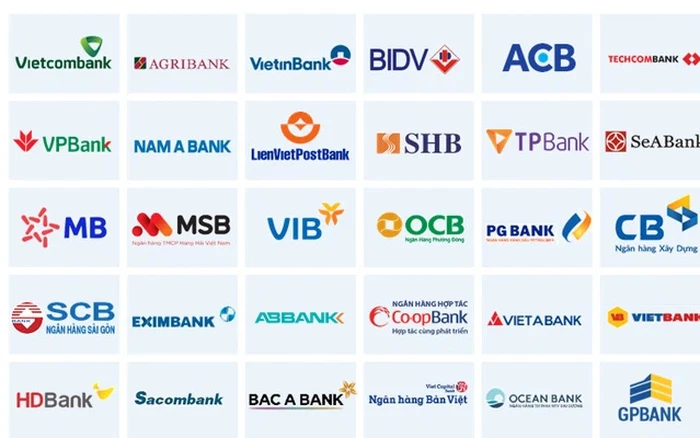 Vietcombank
AGRIBANK
VietinBank
BIDV
ACB
TECHCOMBANK
VPBank
NAM A BANK
LienVietPostBank
SHB
TPBank
SeABank
MB
MSB
Ngân hàng TMCP Hàng Hải Việt Nam
VIB
OCB
Ngân Hàng Phương Đông
PG BANK
CB
Ngân hàng Xây Dựng
SCB
NGÂN HÀNG SÀI GÒN
EXIMBANK
ABBANK
NGÂN HÀNG HỢP TÁC
Co-opBank
Hợp tác cùng phát triển
VIETABANK
VB
VIETBANK
HDBank
Sacombank
BAC A BANK
Viet Capital Bank
Ngân hàng Bản Việt
OCEAN BANK
GPBANK